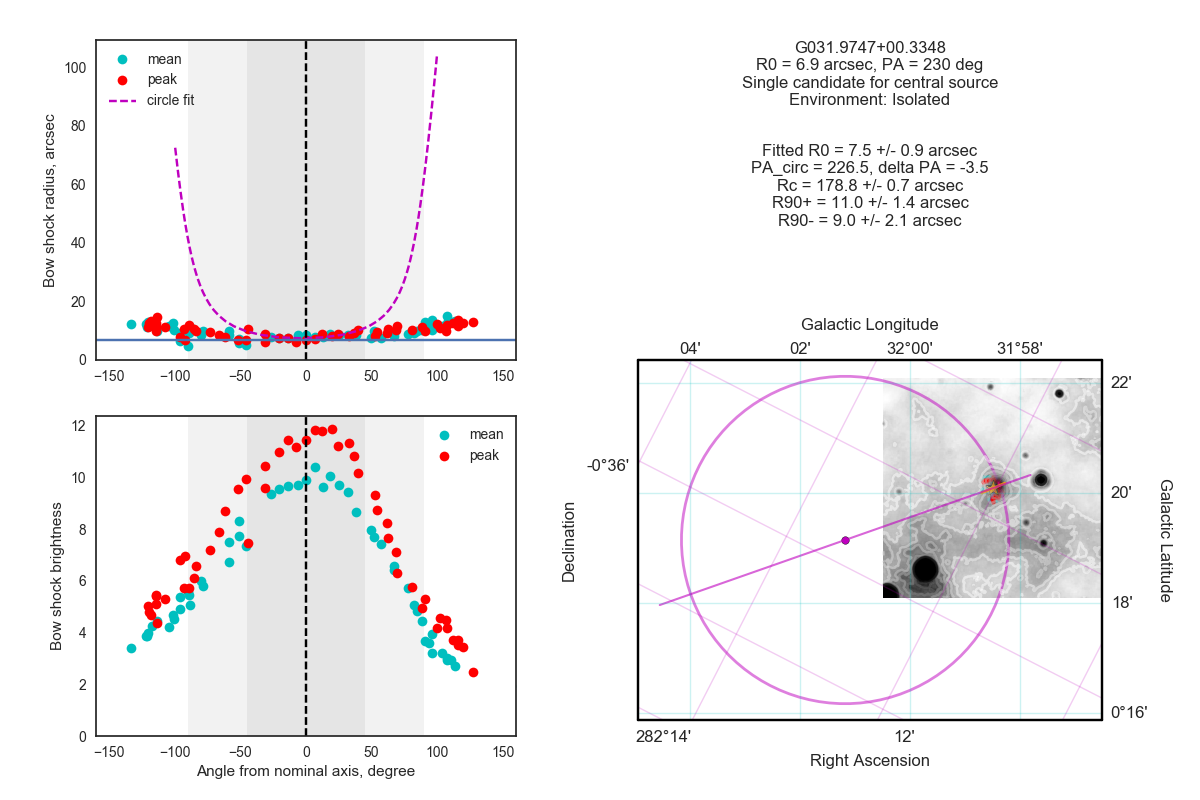 G031.9747+00.3348
R0 = 6.9 arcsec, PA = 230 deg
Single candidate for central source
Environment: Isolated
Fitted R0 = 7.5 +/- 0.9 arcsec
PA_circ = 226.5, delta PA = -3.5
Rc = 178.8 +/- 0.7 arcsec
R90+ = 11.0 +/- 1.4 arcsec
R90- = 9.0 +/- 2.1 arcsec
Bow shock radius, arcsec
100
80
60
40
20
0
mean
peak
circle fit
−150 −100 −50 0 50 100 150
Bow shock brightness
12
10
8
6
4
2
0
mean
peak
−150 −100 −50 0 50 100 150
Angle from nominal axis, degree
Galactic Longitude
04' 02' 32°00' 31°58'
Declination
-0°36'
22'
20'
18'
0°16'
Galactic Latitude
282°14' 12'
Right Ascension